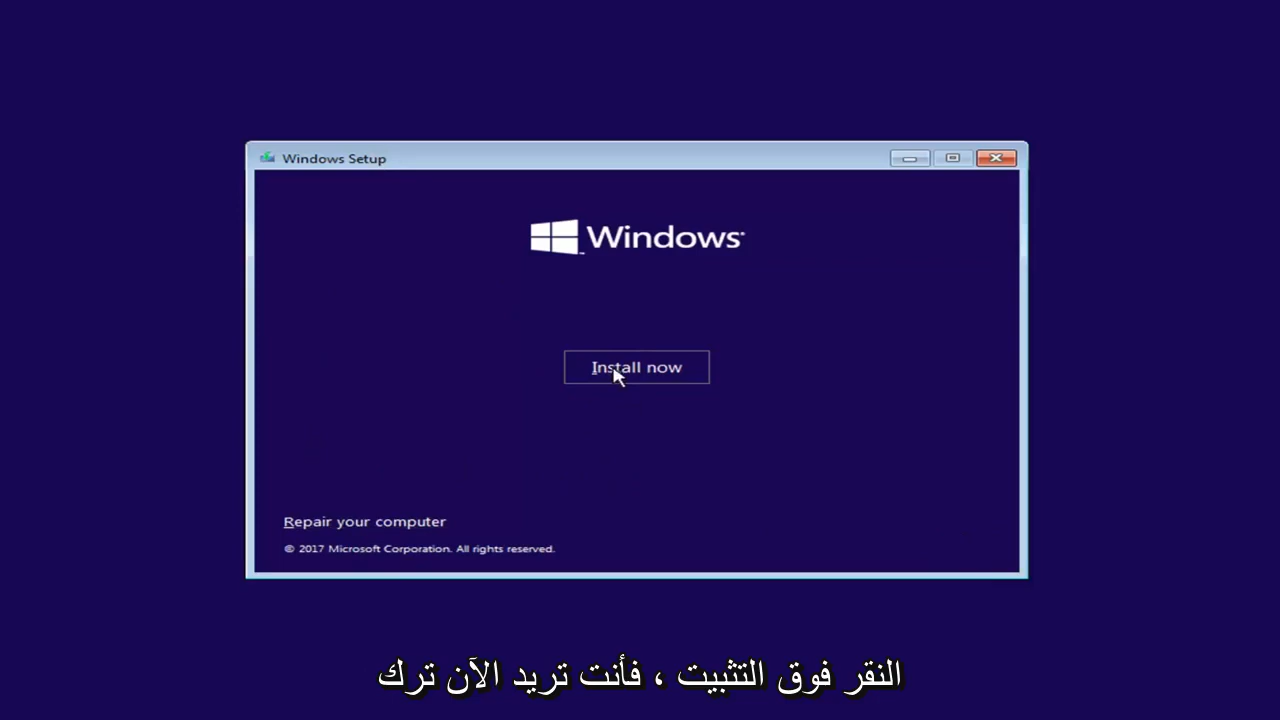 Windows Setup
Windows
Install now
Repair your computer
© 2017 Microsoft Corporation. All rights reserved.
النقر فوق التثبيت ، فأنت تريد الآن ترك